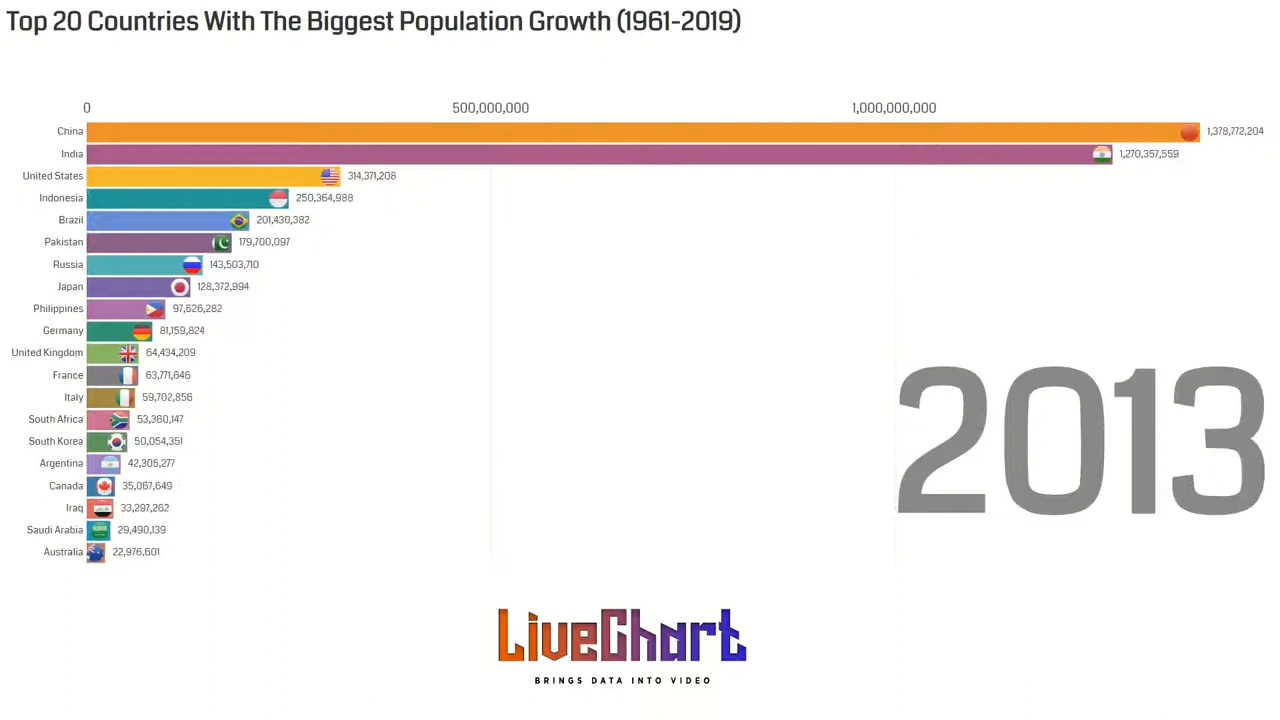 Top 20 Countries With The Biggest Population Growth (1961-2019)
0 500,000,000 1,000,000,000
China 1,378,772,204
India 1,270,357,559
United States 314,371,208
Indonesia 250,364,988
Brazil 201,430,382
Pakistan 179,700,097
Russia 143,503,710
Japan 128,372,994
Philippines 97,626,282
Germany 81,159,824
United Kingdom 64,434,209
France 63,771,646
Italy 59,702,856
South Africa 53,360,147
South Korea 50,054,351
Argentina 42,305,277
Canada 35,067,649
Iraq 33,297,262
Saudi Arabia 29,490,139
Australia 22,976,601
2013
LiveChart
BRINGS DATA INTO VIDEO